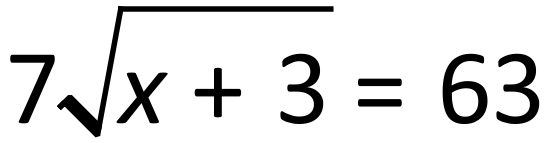 7√x + 3 = 63